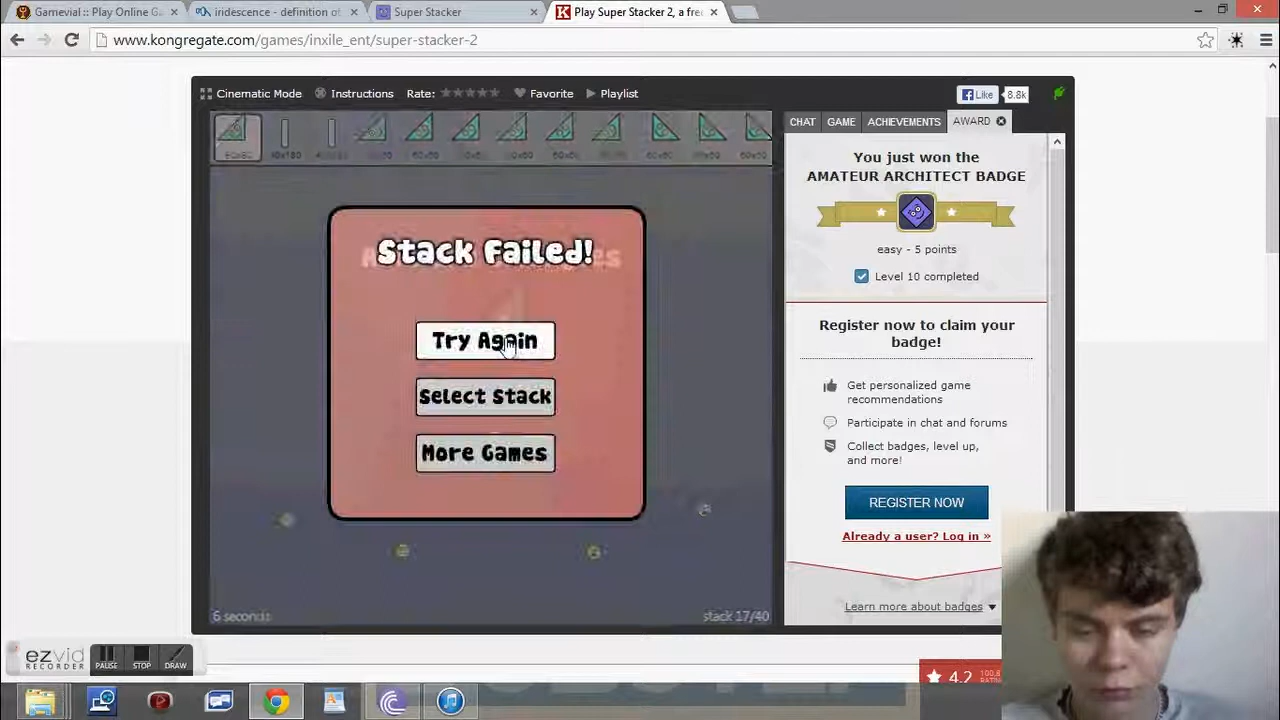 Gamevial :: Play Online G
iridescence - definition of
Super Stacker
Play Super Stacker 2, a fre
www.kongregate.com/games/inxile_ent/super-stacker-2
Cinematic Mode
Instructions
Rate:
Favorite
Playlist
Like
8.8k
CHAT
GAME
ACHIEVEMENTS
AWARD
Stack Failed!
Try Again
Select Stack
More Games
6 seconds
stack 17/40
You just won the
AMATEUR ARCHITECT BADGE
easy - 5 points
Level 10 completed
Register now to claim your
badge!
Get personalized game
recommendations
Participate in chat and forums
Collect badges, level up,
and more!
REGISTER NOW
Already a user? Log in »
Learn more about badges
ezvid
RECORDER
PAUSE
STOP
DRAW
4.2